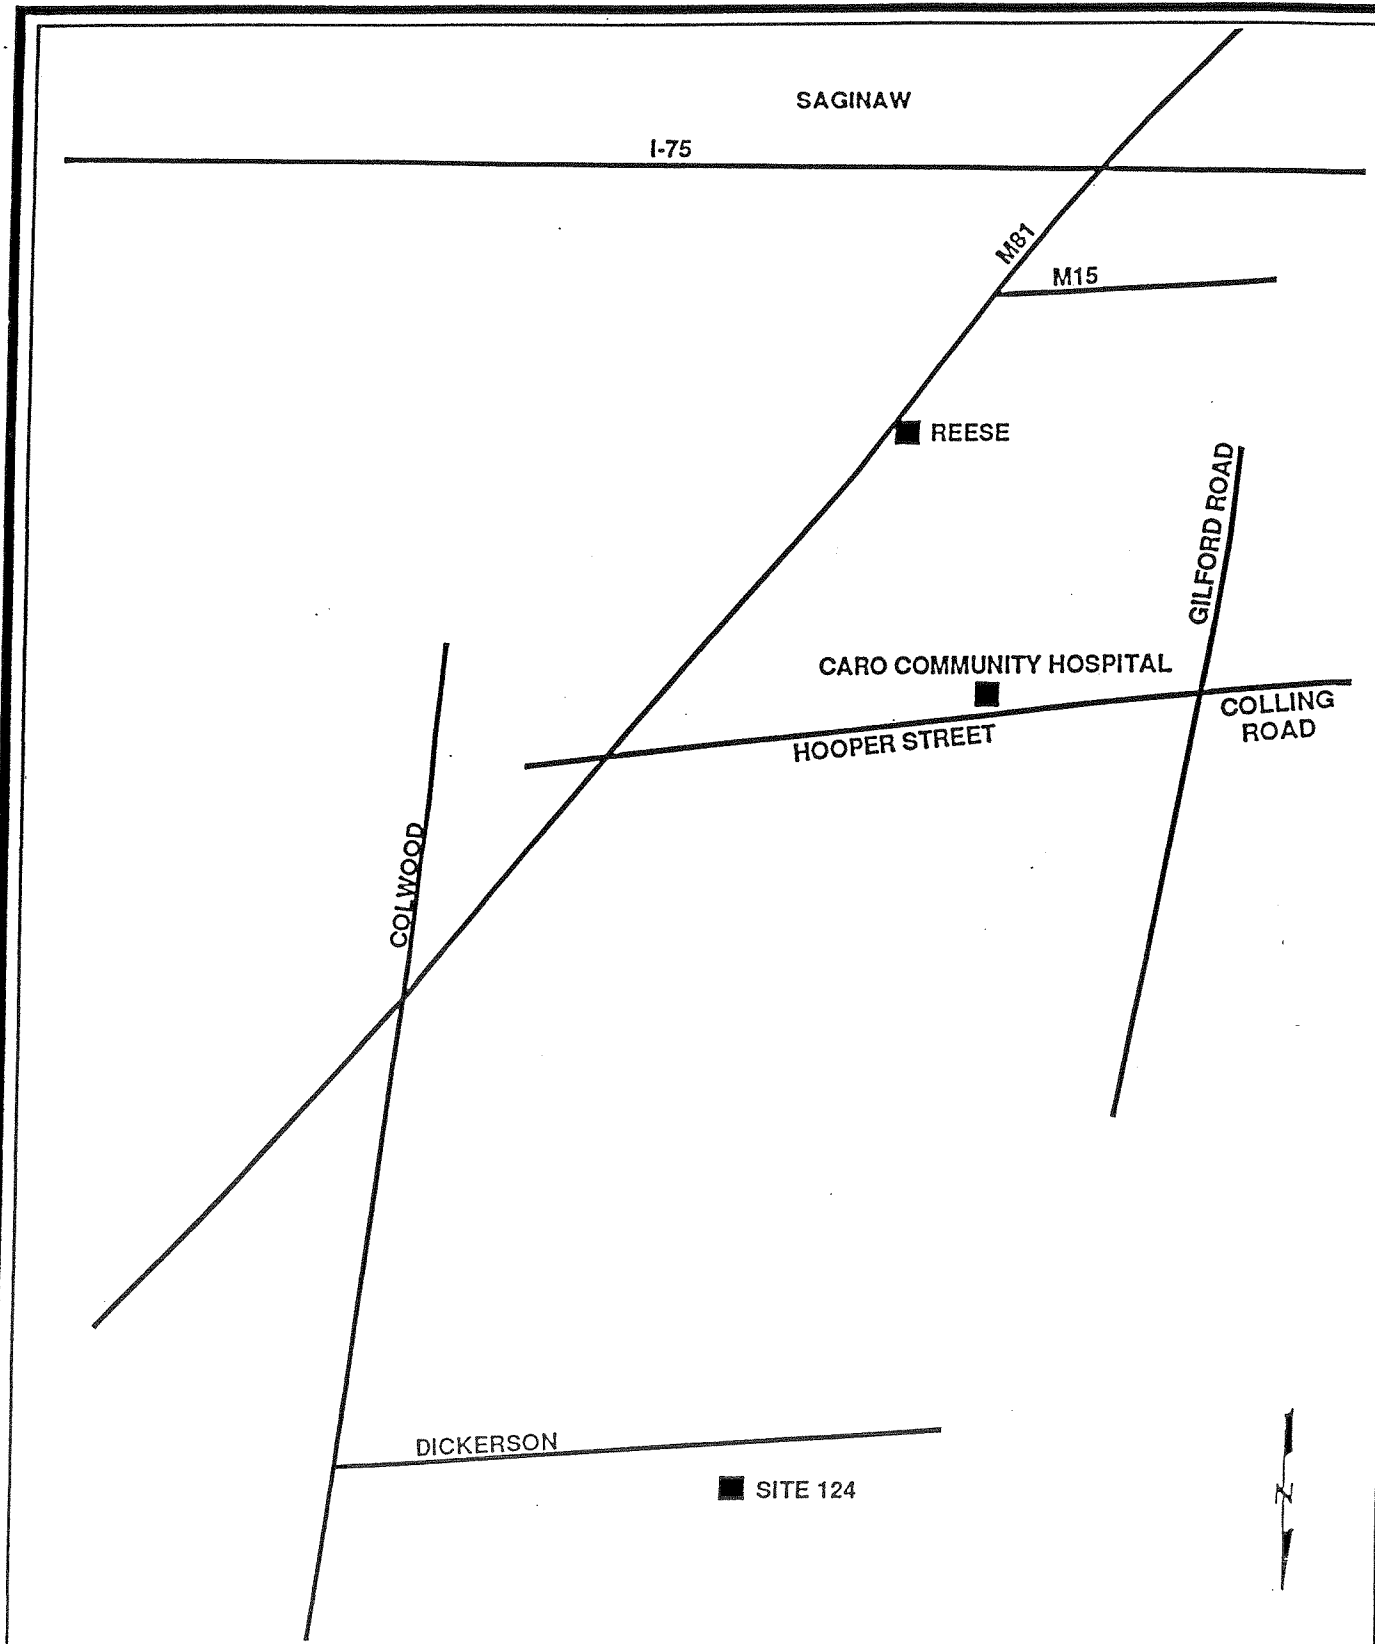 SAGINAW
I-75
M81
M15
REESE
GILFORD ROAD
CARO COMMUNITY HOSPITAL
COLLING
ROAD
HOOPER STREET
COLWOOD
DICKERSON
SITE 124
N